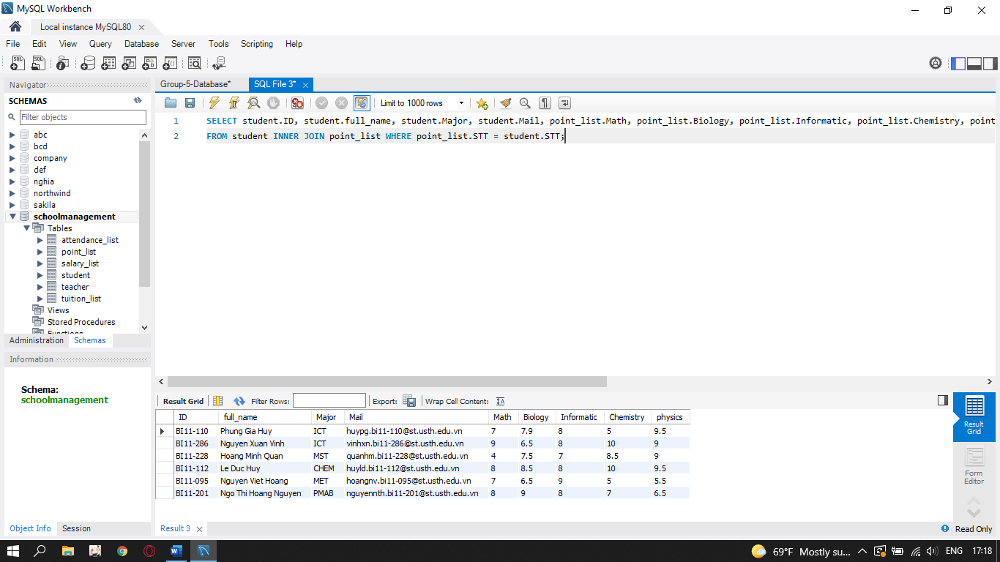 MySQL Workbench
Local instance MySQL80
File Edit View Query Database Server Tools Scripting Help
Navigator
SCHEMAS
Filter objects
abc
bcd
company
def
nghia
northwind
sakila
schoolmanagement
Tables
attendance_list
point_list
salary_list
student
teacher
tuition_list
Views
Stored Procedures
Functions
Administration Schemas
Information
Schema:
schoolmanagement
Object Info Session
Group-5-Database* SQL File 3*
Limit to 1000 rows
1 SELECT student.ID, student.full_name, student.Major, student.Mail, point_list.Math, point_list.Biology, point_list.Informatic, point_list.Chemistry, point
2 FROM student INNER JOIN point_list WHERE point_list.STT = student.STT;
Result Grid Filter Rows: Export: Wrap Cell Content:
ID full_name Major Mail Math Biology Informatic Chemistry physics
BI11-110 Phung Gia Huy ICT huypg.bi11-110@st.usth.edu.vn 7 7.9 8 5 9.5
BI11-286 Nguyen Xuan Vinh ICT vinhxn.bi11-286@st.usth.edu.vn 9 6.5 8 10 9
BI11-228 Hoang Minh Quan MST quanhm.bi11-228@st.usth.edu.vn 4 7.5 7 8.5 9
BI11-112 Le Duc Huy CHEM huyld.bi11-112@st.usth.edu.vn 8 8.5 8 10 9.5
BI11-095 Nguyen Viet Hoang MET hoangnv.bi11-095@st.usth.edu.vn 7 6.5 9 5 5.5
BI11-201 Ngo Thi Hoang Nguyen PMAB nguyennth.bi11-201@st.usth.edu.vn 8 9 8 7 6.5
Result
Grid
Form
Editor
Result 3
Read Only
69°F Mostly su... ENG 17:18